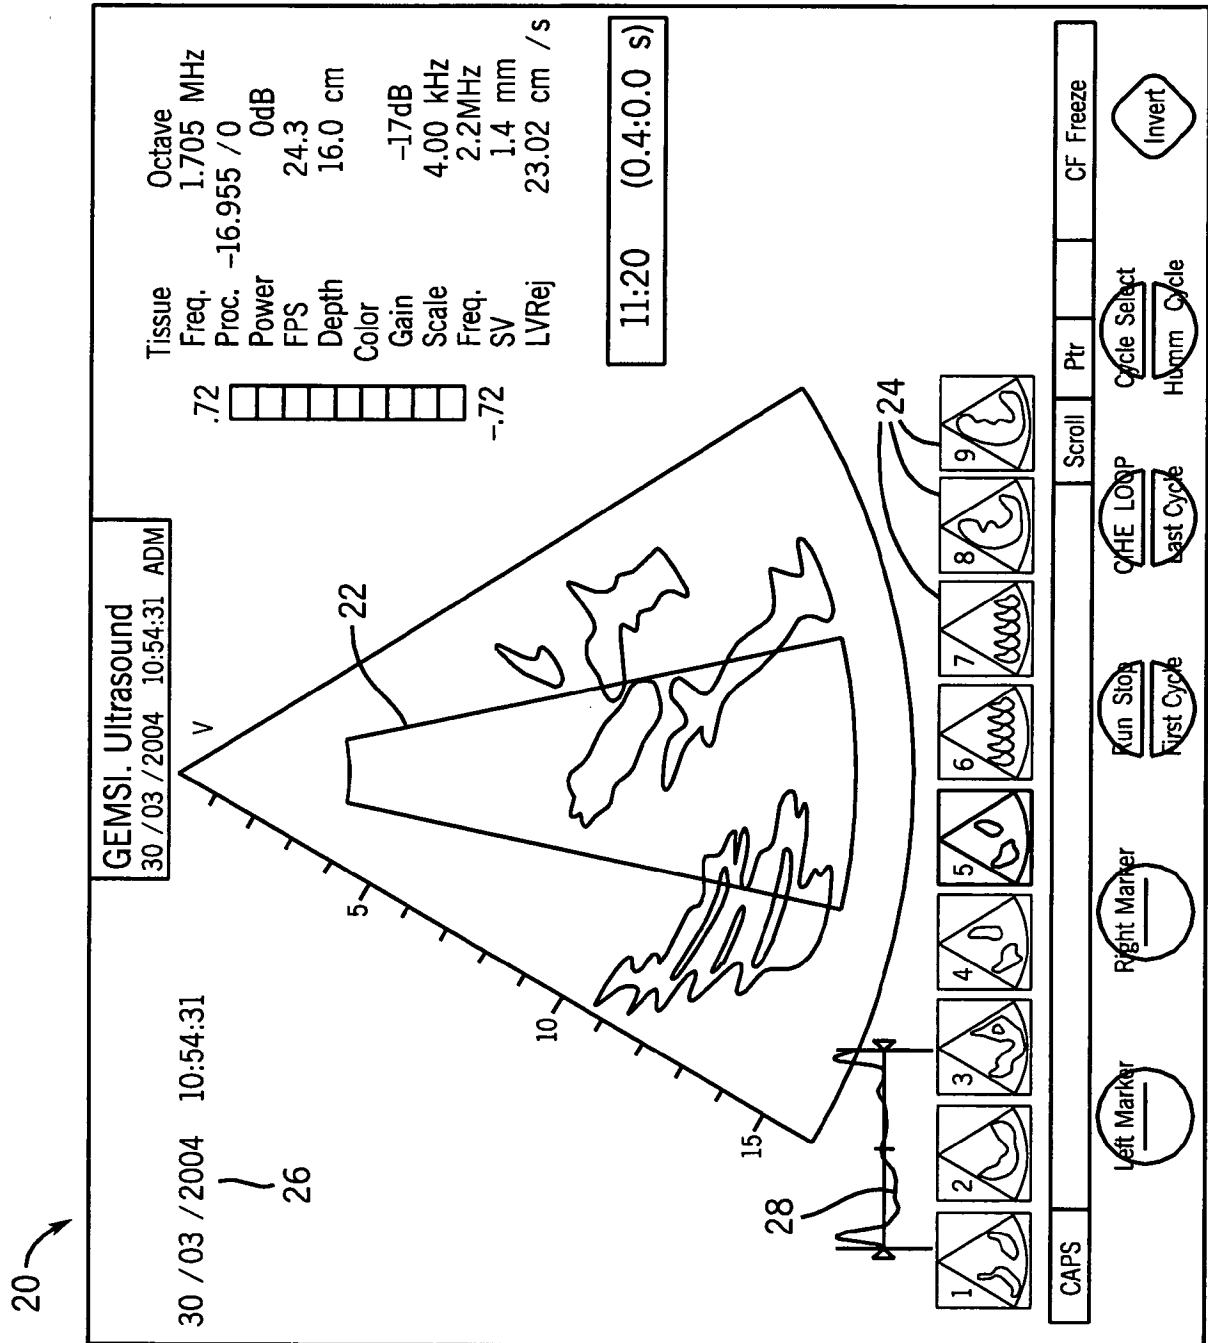 20
GEMSI. Ultrasound
30 / 03 / 2004 10:54:31 ADM
30 / 03 / 2004 10:54:31
26
V
22
5
10
15
28
.72
-.72
Tissue Octave
Freq. 1.705 MHz
Proc. -16.955 / 0
Power 0dB
FPS 24.3
Depth 16.0 cm
Color
Gain -17dB
Scale 4.00 kHz
Freq. 2.2MHz
SV 1.4 mm
LVRej 23.02 cm / s
11:20 (0.4:0.0 s)
24
1 2 3 4 5 6 7 8 9
CAPS Scroll Ptr CF Freeze
Left Marker Right Marker Run Stop C/HE LOOP Cycle Select Invert
First Cycle Last Cycle Humm Cycle